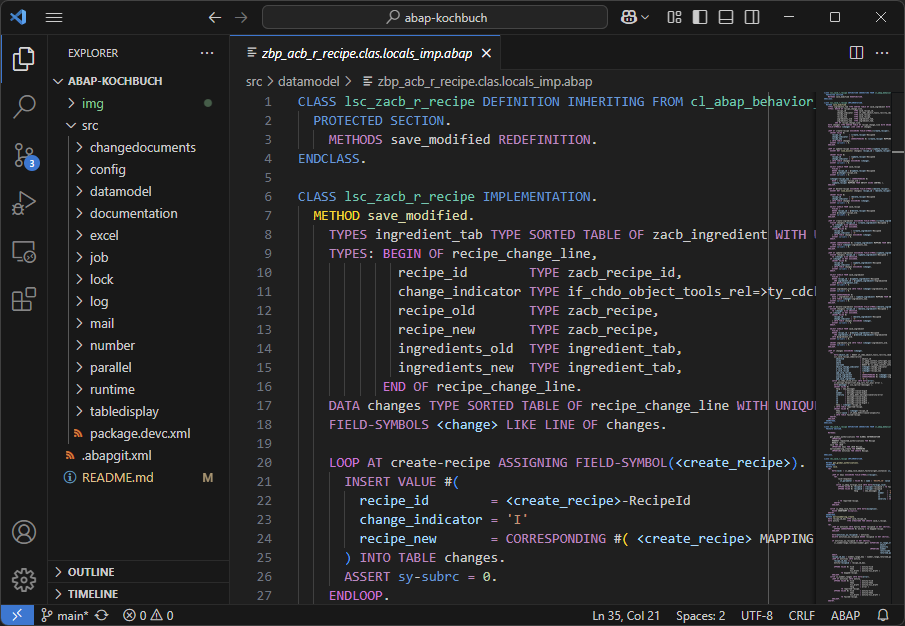 abap-kochbuch
EXPLORER
ABAP-KOCHBUCH
img
src
changedocuments
config
datamodel
documentation
excel
job
lock
log
mail
number
parallel
runtime
tabledisplay
package.devc.xml
.abapgit.xml
README.md M
OUTLINE
TIMELINE
3
zbp_acb_r_recipe.clas.locals_imp.abap
src > datamodel > zbp_acb_r_recipe.clas.locals_imp.abap
1 CLASS lsc_zacb_r_recipe DEFINITION INHERITING FROM cl_abap_behavior_
2 PROTECTED SECTION.
3 METHODS save_modified REDEFINITION.
4 ENDCLASS.
5
6 CLASS lsc_zacb_r_recipe IMPLEMENTATION.
7 METHOD save_modified.
8 TYPES ingredient_tab TYPE SORTED TABLE OF zacb_ingredient WITH
9 TYPES: BEGIN OF recipe_change_line,
10 recipe_id TYPE zacb_recipe_id,
11 change_indicator TYPE if_chdo_object_tools_rel=>ty_cdch
12 recipe_old TYPE zacb_recipe,
13 recipe_new TYPE zacb_recipe,
14 ingredients_old TYPE ingredient_tab,
15 ingredients_new TYPE ingredient_tab,
16 END OF recipe_change_line.
17 DATA changes TYPE SORTED TABLE OF recipe_change_line WITH UNIQU
18 FIELD-SYMBOLS <change> LIKE LINE OF changes.
19
20 LOOP AT create-recipe ASSIGNING FIELD-SYMBOL(<create_recipe>).
21 INSERT VALUE #(
22 recipe_id = <create_recipe>-RecipeId
23 change_indicator = 'I'
24 recipe_new = CORRESPONDING #( <create_recipe> MAPPING
25 ) INTO TABLE changes.
26 ASSERT sy-subrc = 0.
27 ENDLOOP.
main* 0 0 Ln 35, Col 21 Spaces: 2 UTF-8 CRLF ABAP